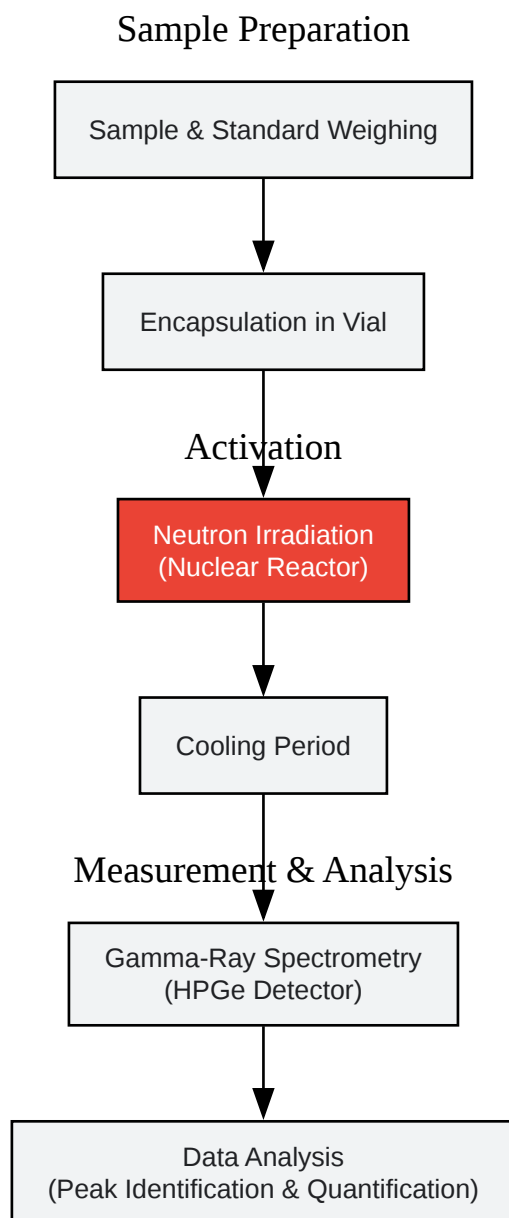 Sample Preparation
Sample & Standard Weighing
Encapsulation in Vial
Activation
Neutron Irradiation
(Nuclear Reactor)
Cooling Period
Measurement & Analysis
Gamma-Ray Spectrometry
(HPGe Detector)
Data Analysis
(Peak Identification & Quantification)